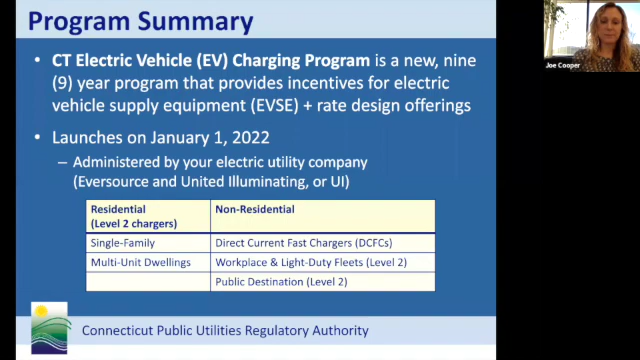 Program Summary
• CT Electric Vehicle (EV) Charging Program is a new, nine
(9) year program that provides incentives for electric
vehicle supply equipment (EVSE) + rate design offerings
• Launches on January 1, 2022
– Administered by your electric utility company
(Eversource and United Illuminating, or UI)
Residential
(Level 2 chargers)
Non-Residential
Single-Family
Direct Current Fast Chargers (DCFCs)
Multi-Unit Dwellings
Workplace & Light-Duty Fleets (Level 2)
Public Destination (Level 2)
Connecticut Public Utilities Regulatory Authority
Joe Cooper